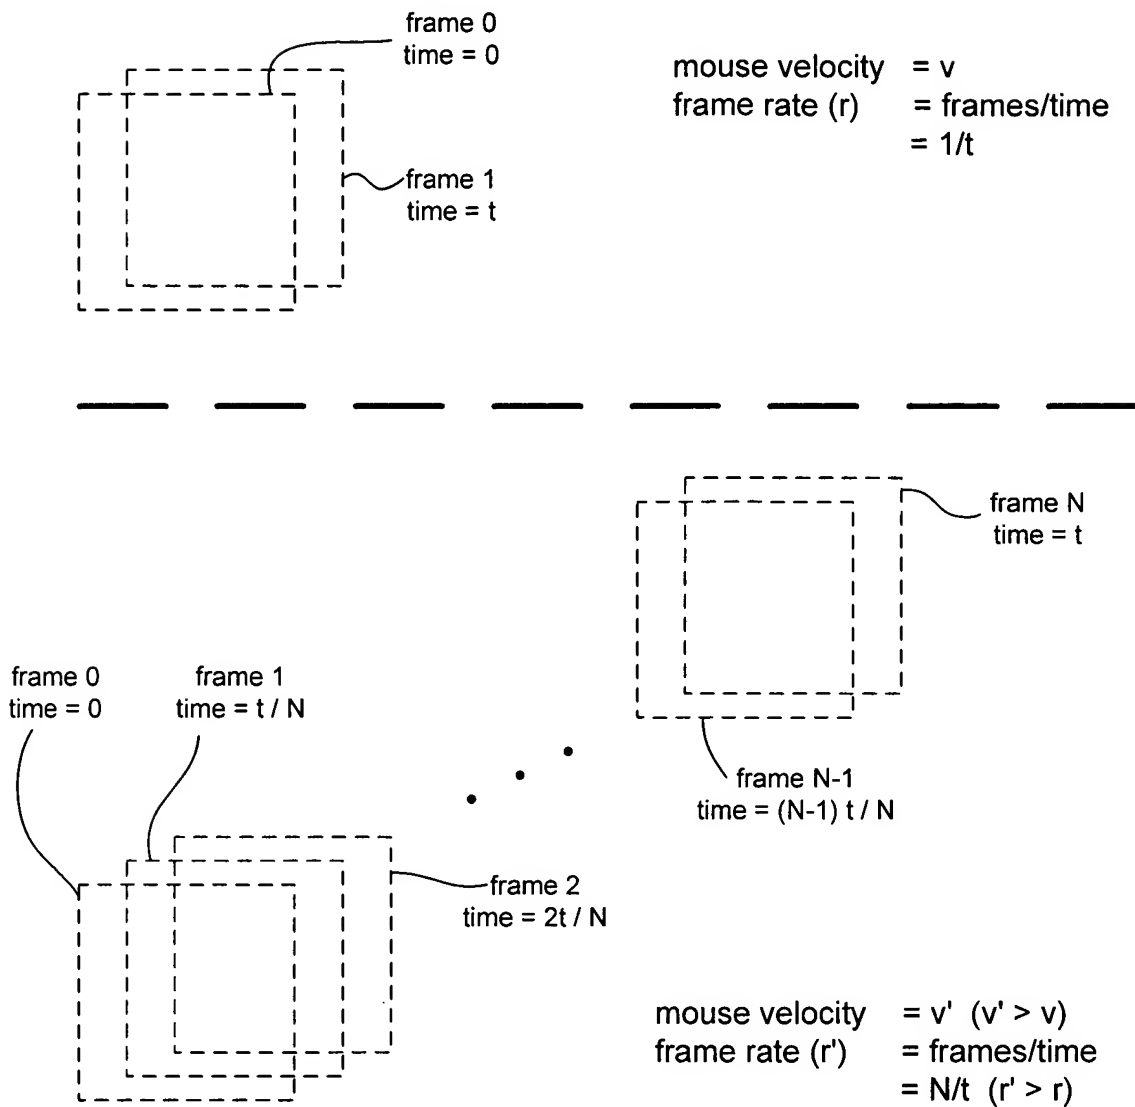 frame 0
time = 0
mouse velocity = v
frame rate (r) = frames/time
= 1/t
frame 1
time = t
frame N
time = t
frame 0
time = 0
frame 1
time = t / N
frame N-1
time = (N-1) t / N
frame 2
time = 2t / N
mouse velocity = v' (v' > v)
frame rate (r') = frames/time
= N/t (r' > r)